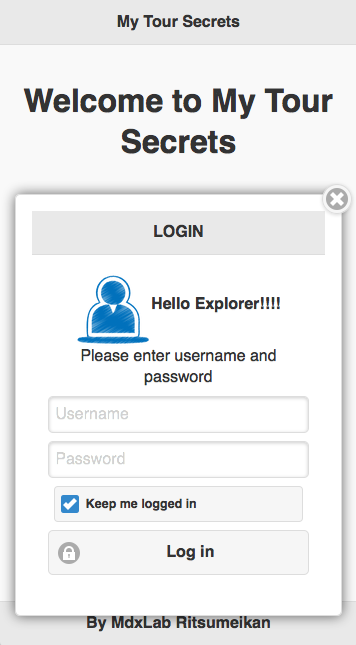 My Tour Secrets
Welcome to My Tour
Secrets
LOGIN
Hello Explorer!!!!
Please enter username and
password
Username
Password
Keep me logged in
Log in
By MdxLab Ritsumeikan